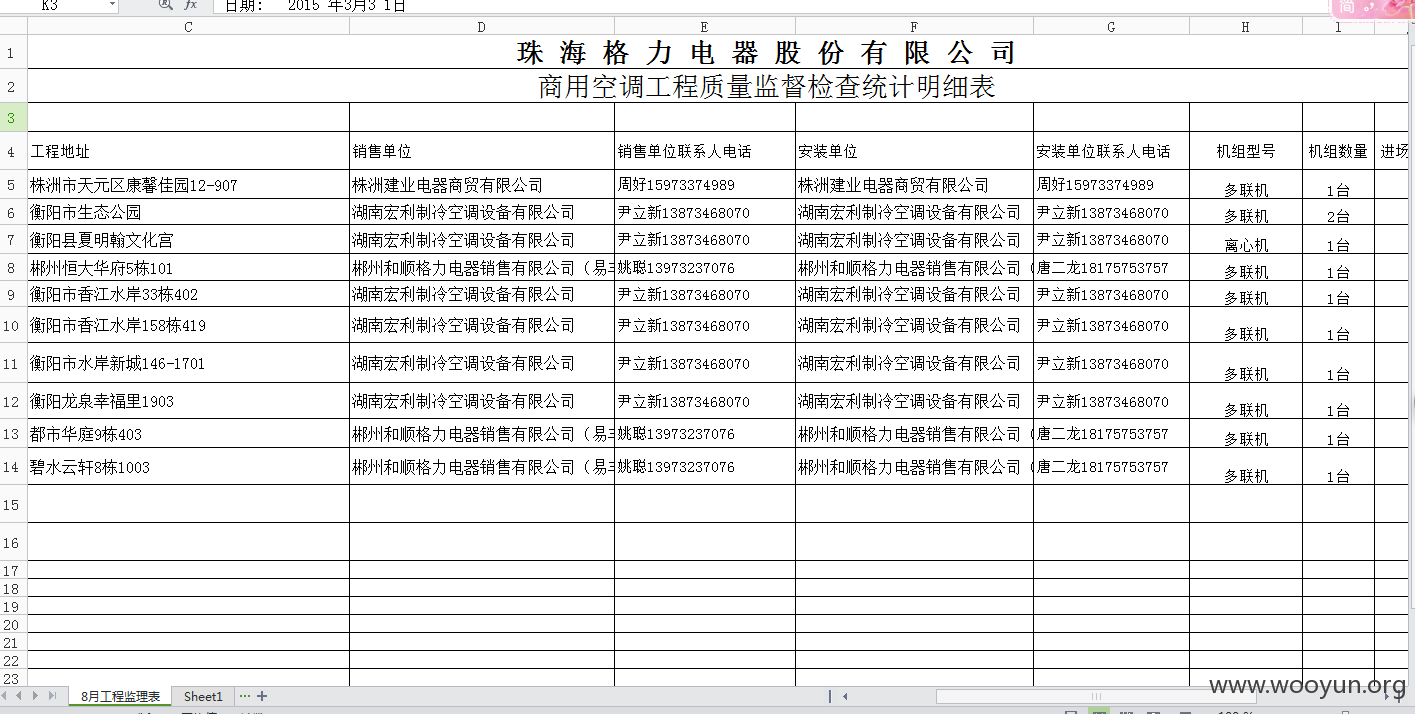 K3 fx 日期: 2015 年3月3 1日
简
C D E F G H I
1 珠海格力电器股份有限公司
2 商用空调工程质量监督检查统计明细表
3
4 工程地址 销售单位 销售单位联系人电话 安装单位 安装单位联系人电话 机组型号 机组数量 进场
5 株洲市天元区康馨佳园12-907 株洲建业电器商贸有限公司 周好15973374989 株洲建业电器商贸有限公司 周好15973374989 多联机 1台
6 衡阳市生态公园 湖南宏利制冷空调设备有限公司 尹立新13873468070 湖南宏利制冷空调设备有限公司 尹立新13873468070 多联机 2台
7 衡阳县夏明翰文化宫 湖南宏利制冷空调设备有限公司 尹立新13873468070 湖南宏利制冷空调设备有限公司 尹立新13873468070 离心机 1台
8 郴州恒大华府5栋101 郴州和顺格力电器销售有限公司（易 姚聪13973237076 郴州和顺格力电器销售有限公司（ 唐二龙18175753757 多联机 1台
9 衡阳市香江水岸33栋402 湖南宏利制冷空调设备有限公司 尹立新13873468070 湖南宏利制冷空调设备有限公司 尹立新13873468070 多联机 1台
10 衡阳市香江水岸158栋419 湖南宏利制冷空调设备有限公司 尹立新13873468070 湖南宏利制冷空调设备有限公司 尹立新13873468070 多联机 1台
11 衡阳市水岸新城146-1701 湖南宏利制冷空调设备有限公司 尹立新13873468070 湖南宏利制冷空调设备有限公司 尹立新13873468070 多联机 1台
12 衡阳龙泉幸福里1903 湖南宏利制冷空调设备有限公司 尹立新13873468070 湖南宏利制冷空调设备有限公司 尹立新13873468070 多联机 1台
13 都市华庭9栋403 郴州和顺格力电器销售有限公司（易 姚聪13973237076 郴州和顺格力电器销售有限公司（ 唐二龙18175753757 多联机 1台
14 碧水云轩8栋1003 郴州和顺格力电器销售有限公司（易 姚聪13973237076 郴州和顺格力电器销售有限公司（ 唐二龙18175753757 多联机 1台
15
16
17
18
19
20
21
22
23
8月工程监理表 Sheet1 ··· +
www.wooyun.org